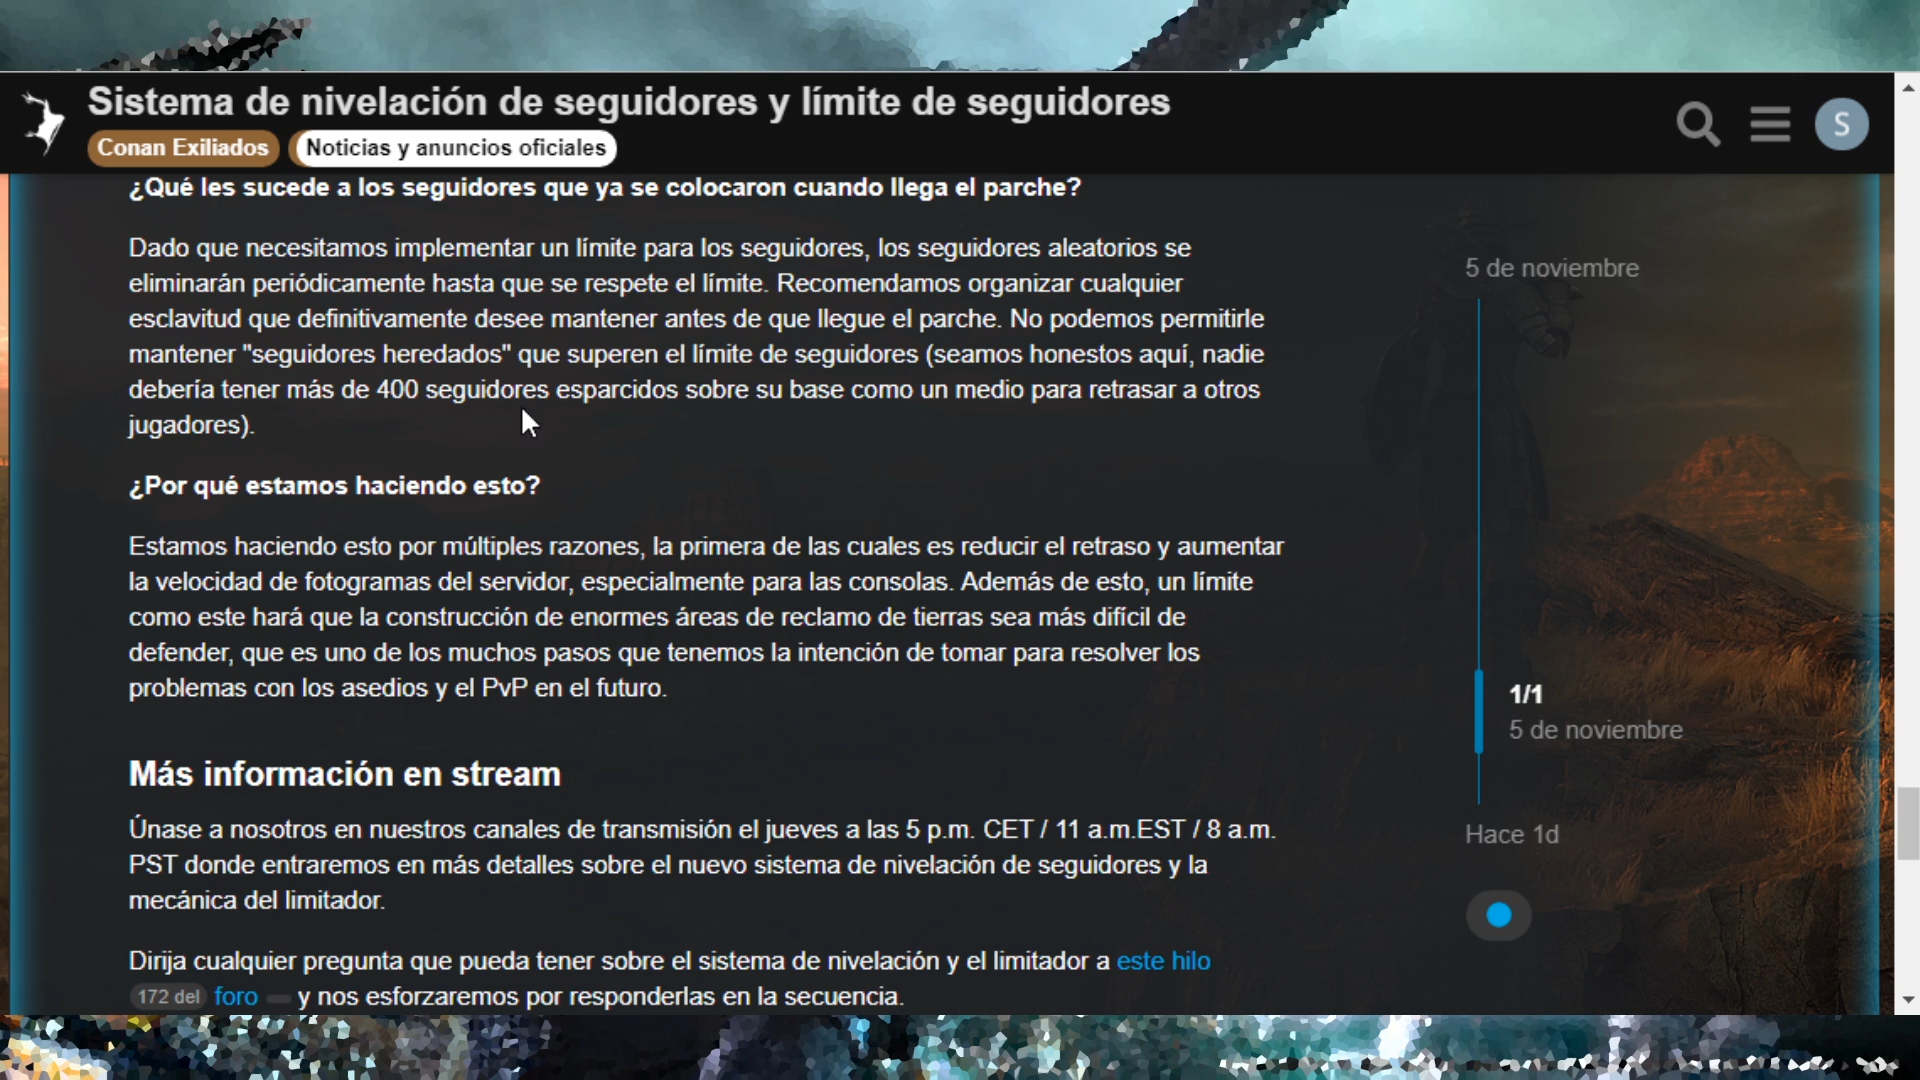 Sistema de nivelación de seguidores y límite de seguidores
Conan Exiliados Noticias y anuncios oficiales
S
¿Qué les sucede a los seguidores que ya se colocaron cuando llega el parche?
Dado que necesitamos implementar un límite para los seguidores, los seguidores aleatorios se
eliminarán periódicamente hasta que se respete el límite. Recomendamos organizar cualquier
esclavitud que definitivamente desee mantener antes de que llegue el parche. No podemos permitirle
mantener "seguidores heredados" que superen el límite de seguidores (seamos honestos aquí, nadie
debería tener más de 400 seguidores esparcidos sobre su base como un medio para retrasar a otros
jugadores).
¿Por qué estamos haciendo esto?
Estamos haciendo esto por múltiples razones, la primera de las cuales es reducir el retraso y aumentar
la velocidad de fotogramas del servidor, especialmente para las consolas. Además de esto, un límite
como este hará que la construcción de enormes áreas de reclamo de tierras sea más difícil de
defender, que es uno de los muchos pasos que tenemos la intención de tomar para resolver los
problemas con los asedios y el PvP en el futuro.
Más información en stream
Únase a nosotros en nuestros canales de transmisión el jueves a las 5 p.m. CET / 11 a.m.EST / 8 a.m.
PST donde entraremos en más detalles sobre el nuevo sistema de nivelación de seguidores y la
mecánica del limitador.
Dirija cualquier pregunta que pueda tener sobre el sistema de nivelación y el limitador a este hilo
172 del foro y nos esforzaremos por responderlas en la secuencia.
5 de noviembre
1/1
5 de noviembre
Hace 1d